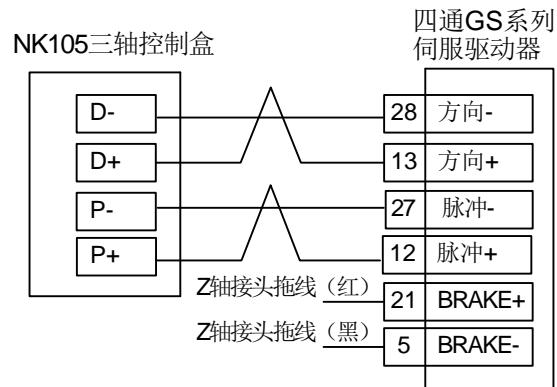 四通GS系列
伺服驱动器
NK105三轴控制盒
D-
28 方向-
D+
13 方向+
P-
27 脉冲-
P+
12 脉冲+
Z轴接头拖线（红）
21 BRAKE+
Z轴接头拖线（黑）
5 BRAKE-